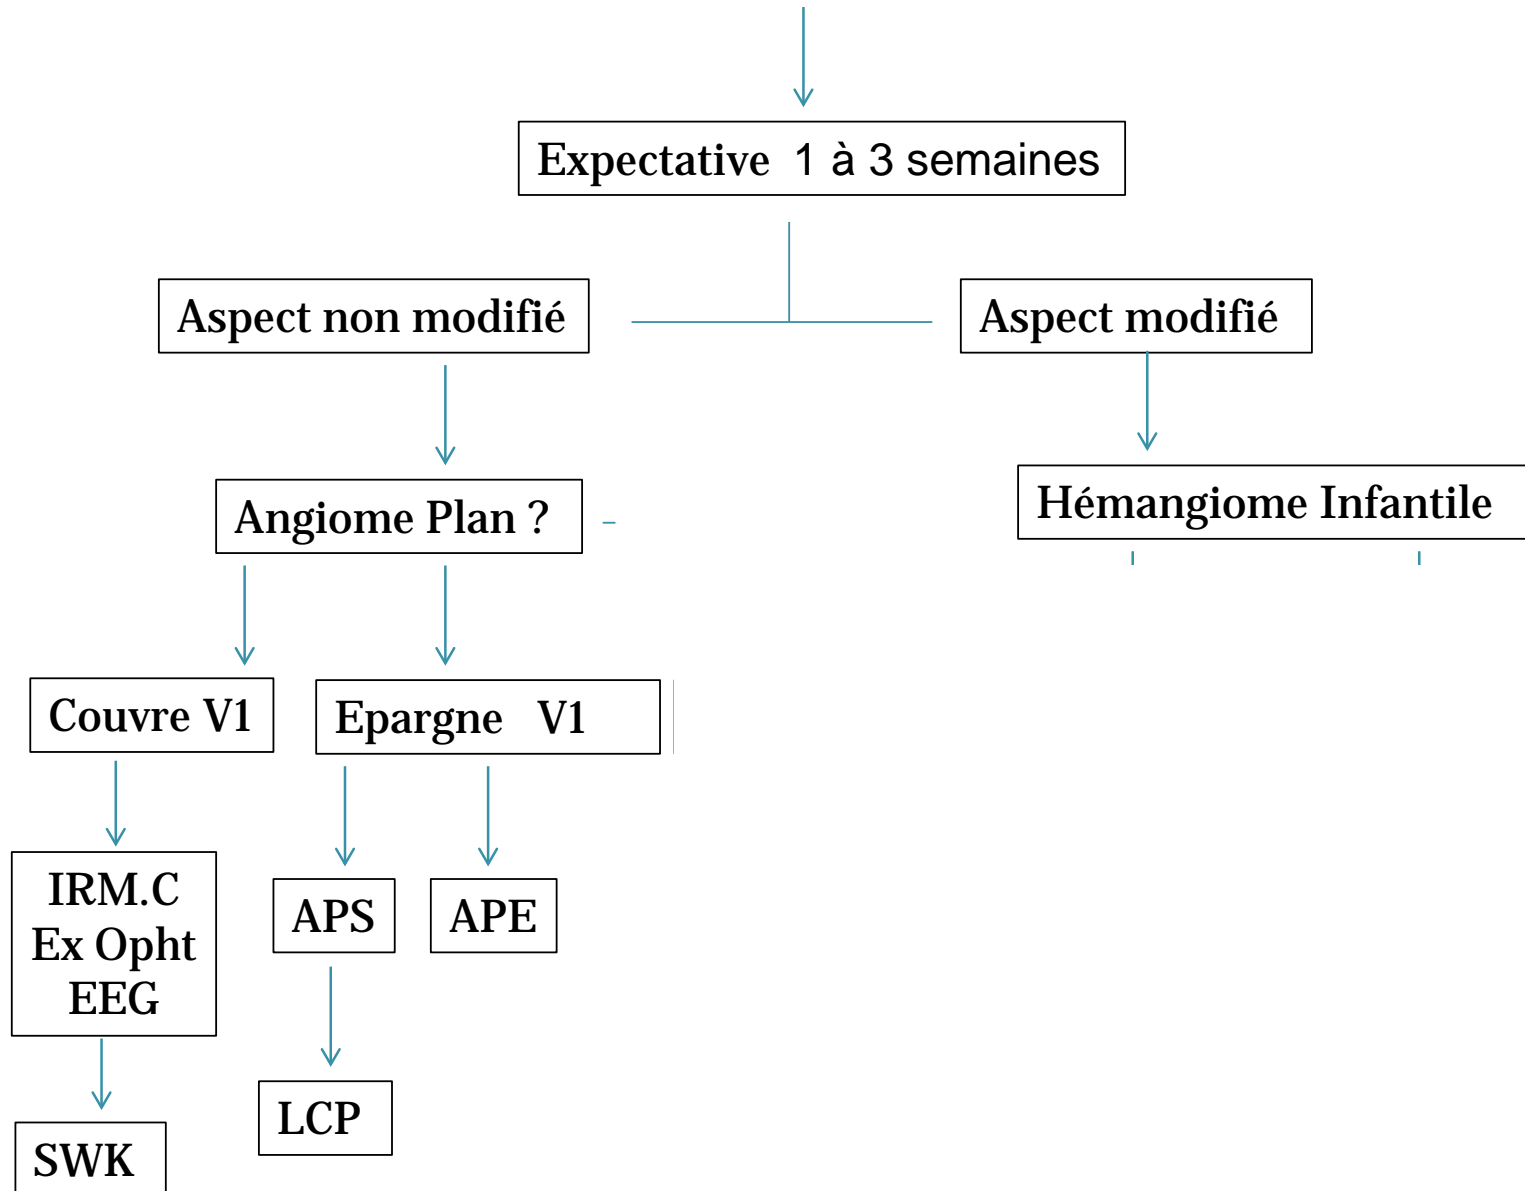 Expectative 1 à 3 semaines
Aspect non modifié
Aspect modifié
Angiome Plan ?
Hémangiome Infantile
Couvre V1
Epargne V1
IRM.C
Ex Opht
EEG
APS
APE
LCP
SWK